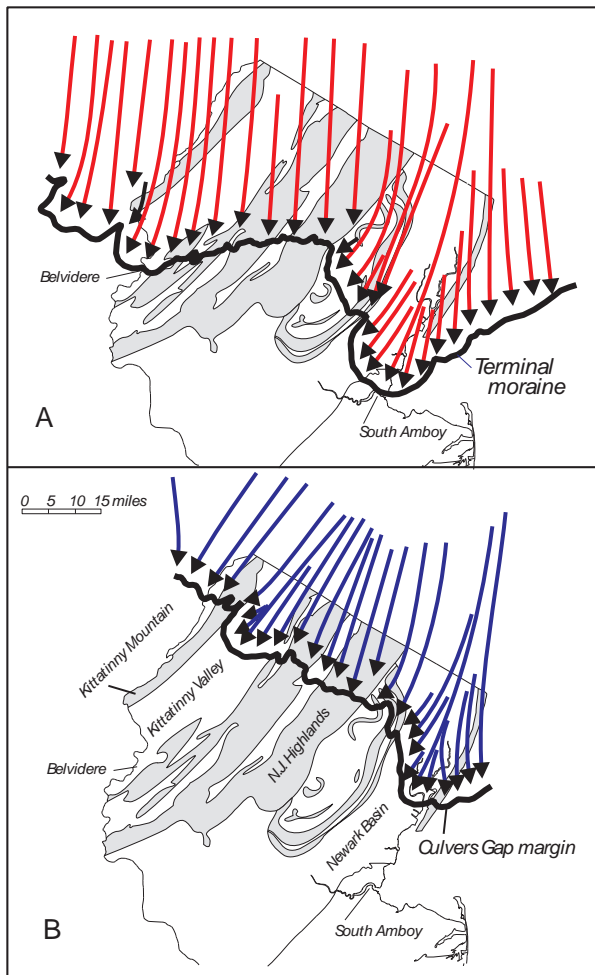 Belvidere
Terminal
moraine
A
South Amboy
0 5 10 15 miles
Kittatinny Mountain
Kittatinny Valley
Belvidere
N.J. Highlands
Newark Basin
Culvers Gap margin
South Amboy
B